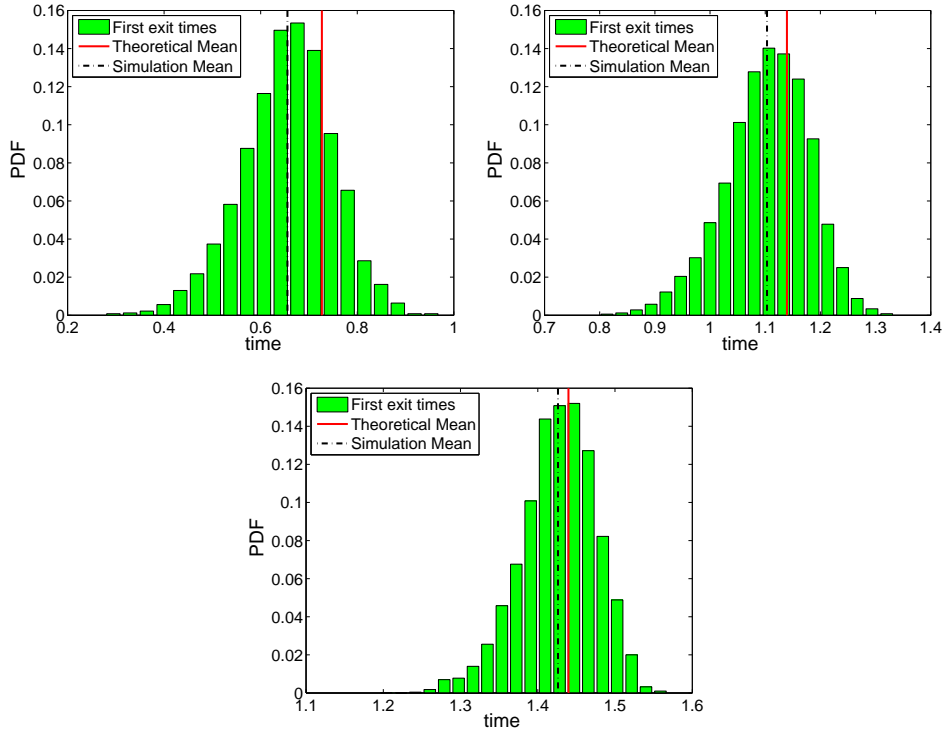 0.16
0.14
0.12
0.1
0.08
0.06
0.04
0.02
0
PDF
First exit times
Theoretical Mean
Simulation Mean
0.2 0.4 0.6 0.8 1
time
0.16
0.14
0.12
0.1
0.08
0.06
0.04
0.02
0
PDF
First exit times
Theoretical Mean
Simulation Mean
0.7 0.8 0.9 1 1.1 1.2 1.3 1.4
time
0.16
0.14
0.12
0.1
0.08
0.06
0.04
0.02
0
PDF
First exit times
Theoretical Mean
Simulation Mean
1.1 1.2 1.3 1.4 1.5 1.6
time